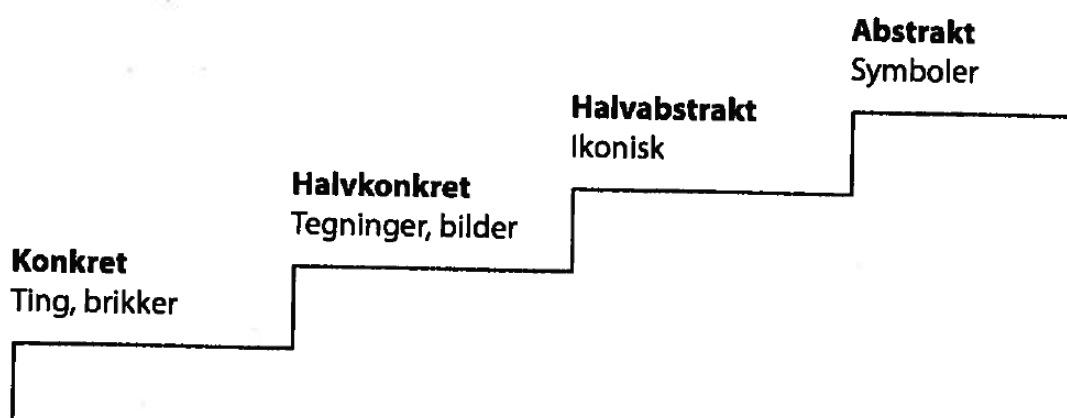 Abstrakt
Symboler
Halvabstrakt
Ikonisk
Halvkonkret
Tegninger, bilder
Konkret
Ting, brikker